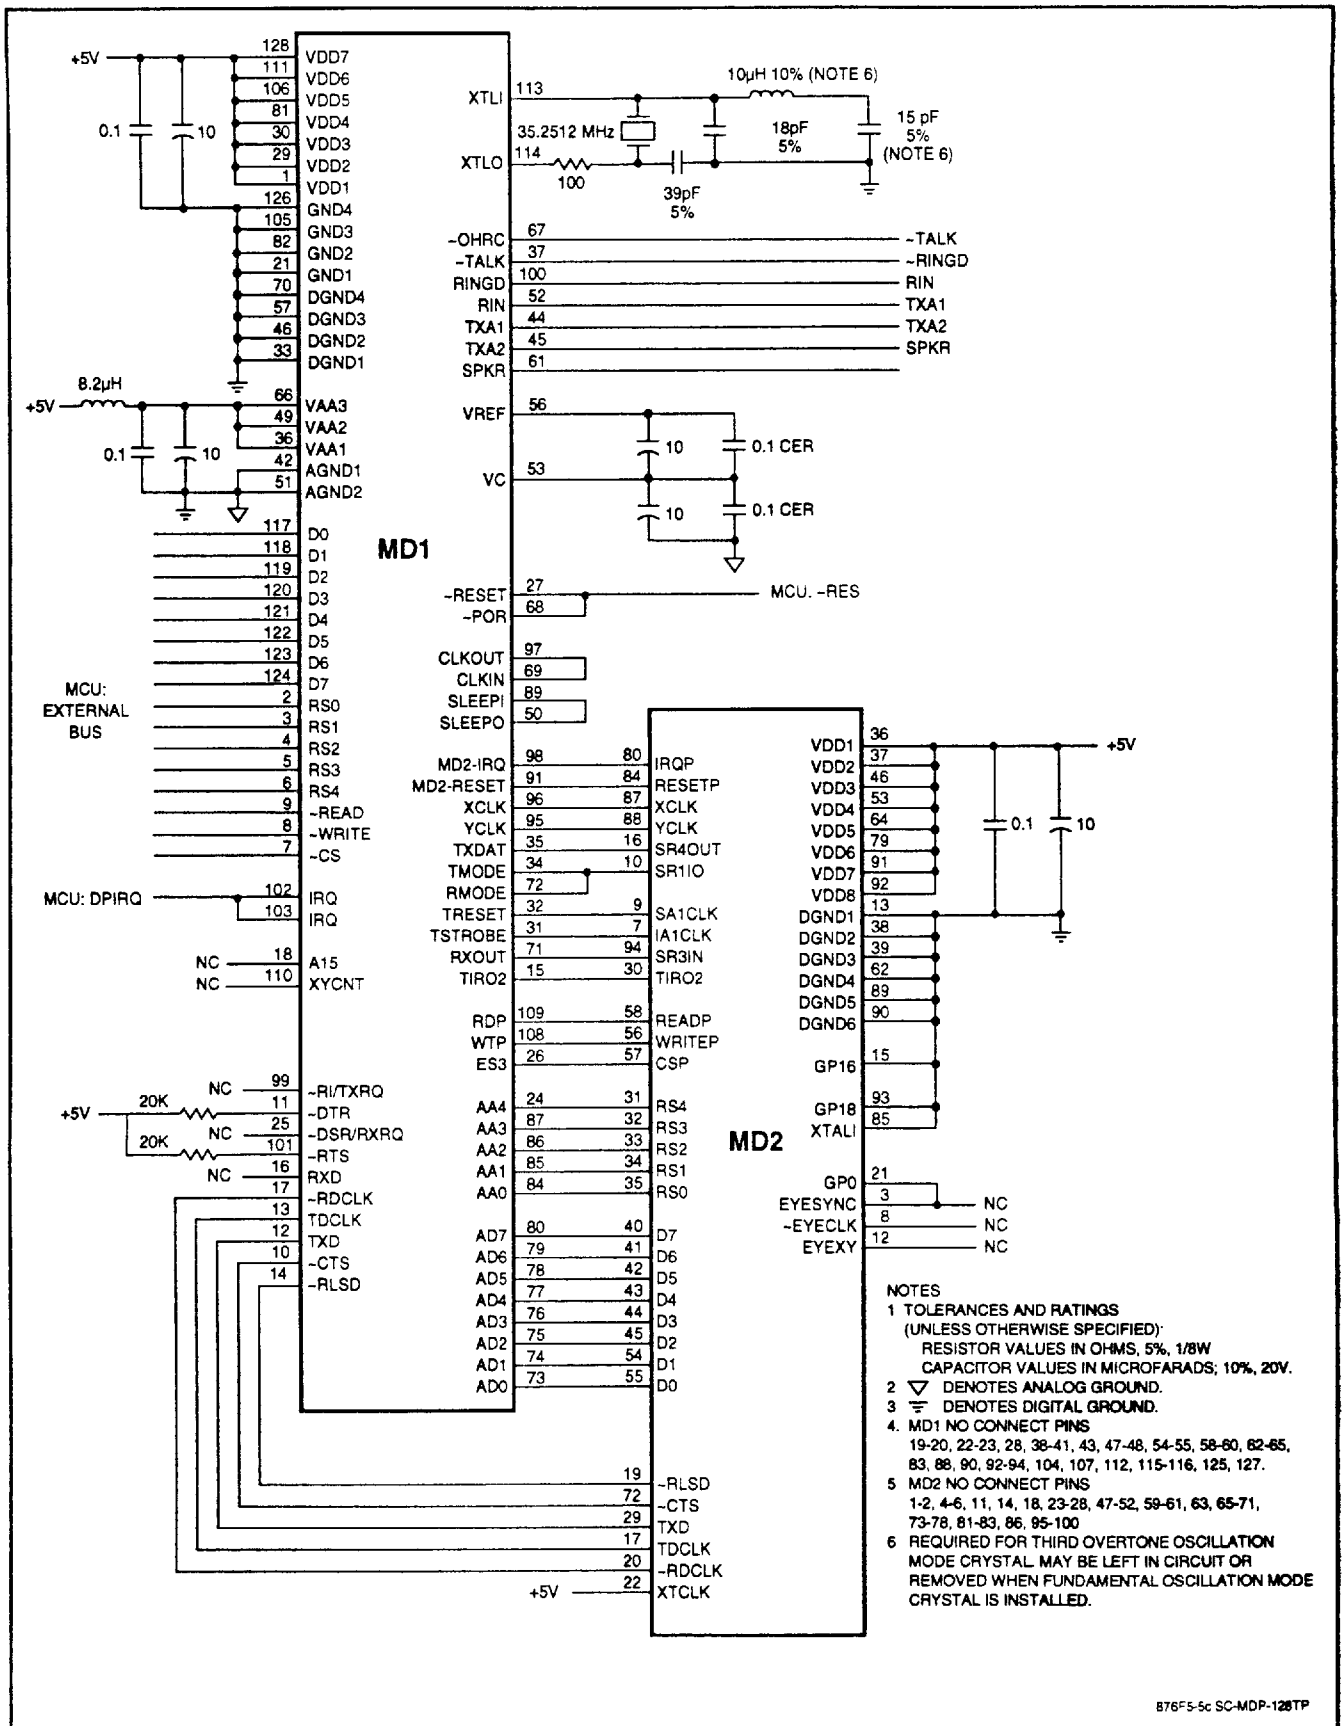 +5V
0.1
10
128 VDD7
111 VDD6
106 VDD5
81 VDD4
30 VDD3
29 VDD2
1 VDD1
126 GND4
105 GND3
82 GND2
21 GND1
70 DGND4
57 DGND3
46 DGND2
33 DGND1
+5V
8.2µH
0.1
10
66 VAA3
49 VAA2
36 VAA1
42 AGND1
51 AGND2
117 D0
118 D1
119 D2
120 D3
121 D4
122 D5
123 D6
124 D7
2 RS0
3 RS1
4 RS2
5 RS3
6 RS4
9 ~READ
8 ~WRITE
7 ~CS
MCU:
EXTERNAL
BUS
MCU: DPIRQ
102 IRQ
103 IRQ
NC 18 A15
NC 110 XYCNT
NC 99 ~RI/TXRQ
+5V 20K 11 ~DTR
NC 25 ~DSR/RXRQ
20K 101 ~RTS
NC 16 RXD
17 ~RDCLK
13 TDCLK
12 TXD
10 ~CTS
14 ~RLSD
MD1
XTLI 113
XTLO 114
35.2512 MHz
100
39pF
5%
18pF
5%
10µH 10% (NOTE 6)
15 pF
5%
(NOTE 6)
~OHRC 67 ~TALK
~TALK 37 ~RINGD
RINGD 100 RIN
RIN 52 TXA1
TXA1 44 TXA2
TXA2 45 SPKR
SPKR 61
VREF 56
10
0.1 CER
VC 53
10
0.1 CER
~RESET 27 MCU. ~RES
~POR 68
CLKOUT 97
CLKIN 69
SLEEPI 89
SLEEPO 50
MD2-IRQ 98 80 IRQP
MD2-RESET 91 84 RESETP
XCLK 96 87 XCLK
YCLK 95 88 YCLK
TXDAT 35 16 SR4OUT
TMODE 34 10 SR1IO
RMODE 72
TRESET 32 9 SA1CLK
TSTROBE 31 7 IA1CLK
RXOUT 71 94 SR3IN
TIRO2 15 30 TIRO2
RDP 109 58 READP
WTP 108 56 WRITEP
ES3 26 57 CSP
AA4 24 31 RS4
AA3 87 32 RS3
AA2 86 33 RS2
AA1 85 34 RS1
AA0 84 35 RS0
AD7 80 40 D7
AD6 79 41 D6
AD5 78 42 D5
AD4 77 43 D4
AD3 76 44 D3
AD2 75 45 D2
AD1 74 54 D1
AD0 73 55 D0
19 ~RLSD
72 ~CTS
29 TXD
17 TDCLK
20 ~RDCLK
+5V 22 XTCLK
MD2
VDD1 36 +5V
VDD2 37
VDD3 46
VDD4 53
VDD5 64
VDD6 79
VDD7 91
VDD8 92
0.1
10
DGND1 13
DGND2 38
DGND3 39
DGND4 62
DGND5 89
DGND6 90
GP16 15
GP18 93
XTALI 85
GP0 21
EYESYNC 3 NC
~EYECLK 8 NC
EYEXY 12 NC
NOTES
1 TOLERANCES AND RATINGS
(UNLESS OTHERWISE SPECIFIED):
RESISTOR VALUES IN OHMS, 5%, 1/8W
CAPACITOR VALUES IN MICROFARADS; 10%, 20V.
2 DENOTES ANALOG GROUND.
3 DENOTES DIGITAL GROUND.
4. MD1 NO CONNECT PINS
19-20, 22-23, 28, 38-41, 43, 47-48, 54-55, 58-60, 62-65,
83, 88, 90, 92-94, 104, 107, 112, 115-116, 125, 127.
5 MD2 NO CONNECT PINS
1-2, 4-6, 11, 14, 18, 23-28, 47-52, 59-61, 63, 65-71,
73-78, 81-83, 86, 95-100
6 REQUIRED FOR THIRD OVERTONE OSCILLATION
MODE CRYSTAL. MAY BE LEFT IN CIRCUIT OR
REMOVED WHEN FUNDAMENTAL OSCILLATION MODE
CRYSTAL IS INSTALLED.
876F5-5c SC-MDP-128TP